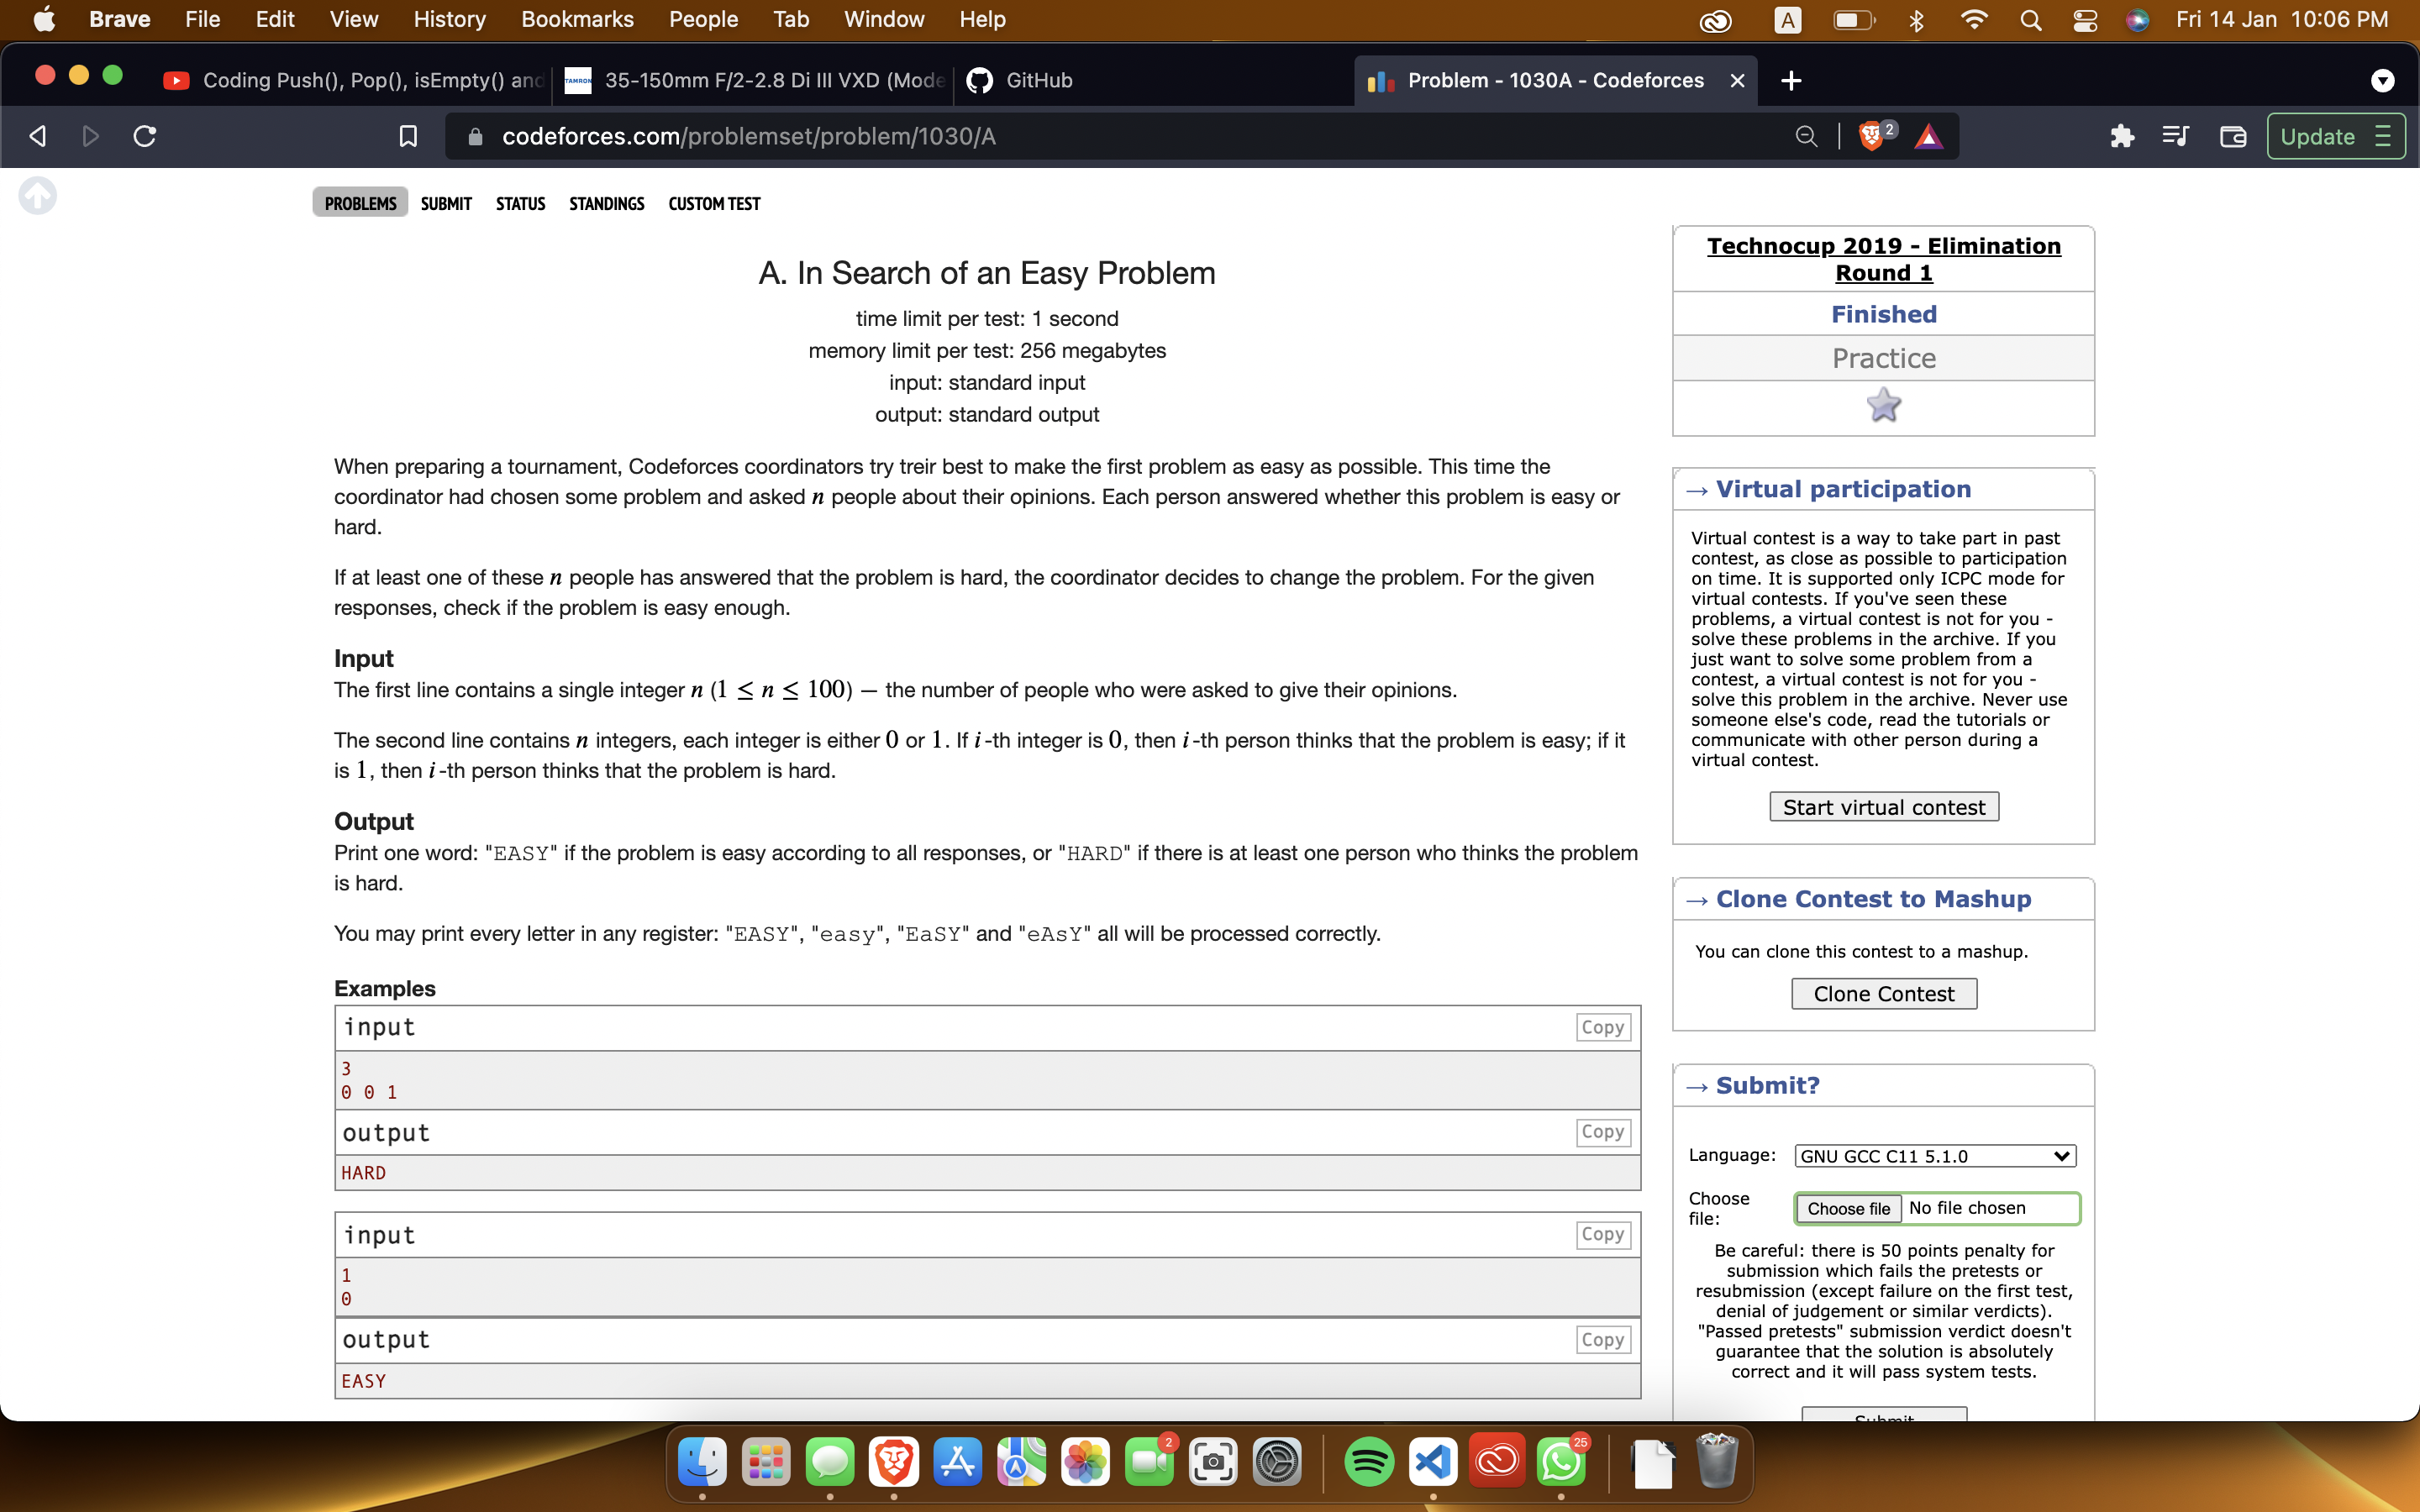 Brave File Edit View History Bookmarks People Tab Window Help A Fri 14 Jan 10:06 PM
Coding Push(), Pop(), isEmpty() and TAMRON 35-150mm F/2-2.8 Di III VXD (Mode GitHub Problem - 1030A - Codeforces
codeforces.com/problemset/problem/1030/A 2 Update
PROBLEMS SUBMIT STATUS STANDINGS CUSTOM TEST
A. In Search of an Easy Problem
time limit per test: 1 second
memory limit per test: 256 megabytes
input: standard input
output: standard output
When preparing a tournament, Codeforces coordinators try treir best to make the first problem as easy as possible. This time the
coordinator had chosen some problem and asked n people about their opinions. Each person answered whether this problem is easy or
hard.
If at least one of these n people has answered that the problem is hard, the coordinator decides to change the problem. For the given
responses, check if the problem is easy enough.
Input
The first line contains a single integer n (1 ≤ n ≤ 100) — the number of people who were asked to give their opinions.
The second line contains n integers, each integer is either 0 or 1. If i-th integer is 0, then i-th person thinks that the problem is easy; if it
is 1, then i-th person thinks that the problem is hard.
Output
Print one word: "EASY" if the problem is easy according to all responses, or "HARD" if there is at least one person who thinks the problem
is hard.
You may print every letter in any register: "EASY", "easy", "EaSY" and "eAsY" all will be processed correctly.
Examples
input Copy
3
0 0 1
output Copy
HARD
input Copy
1
0
output Copy
EASY
Technocup 2019 - Elimination
Round 1
Finished
Practice
→ Virtual participation
Virtual contest is a way to take part in past
contest, as close as possible to participation
on time. It is supported only ICPC mode for
virtual contests. If you've seen these
problems, a virtual contest is not for you -
solve these problems in the archive. If you
just want to solve some problem from a
contest, a virtual contest is not for you -
solve this problem in the archive. Never use
someone else's code, read the tutorials or
communicate with other person during a
virtual contest.
Start virtual contest
→ Clone Contest to Mashup
You can clone this contest to a mashup.
Clone Contest
→ Submit?
Language: GNU GCC C11 5.1.0
Choose
file: Choose file No file chosen
Be careful: there is 50 points penalty for
submission which fails the pretests or
resubmission (except failure on the first test,
denial of judgement or similar verdicts).
"Passed pretests" submission verdict doesn't
guarantee that the solution is absolutely
correct and it will pass system tests.
Submit
2 25